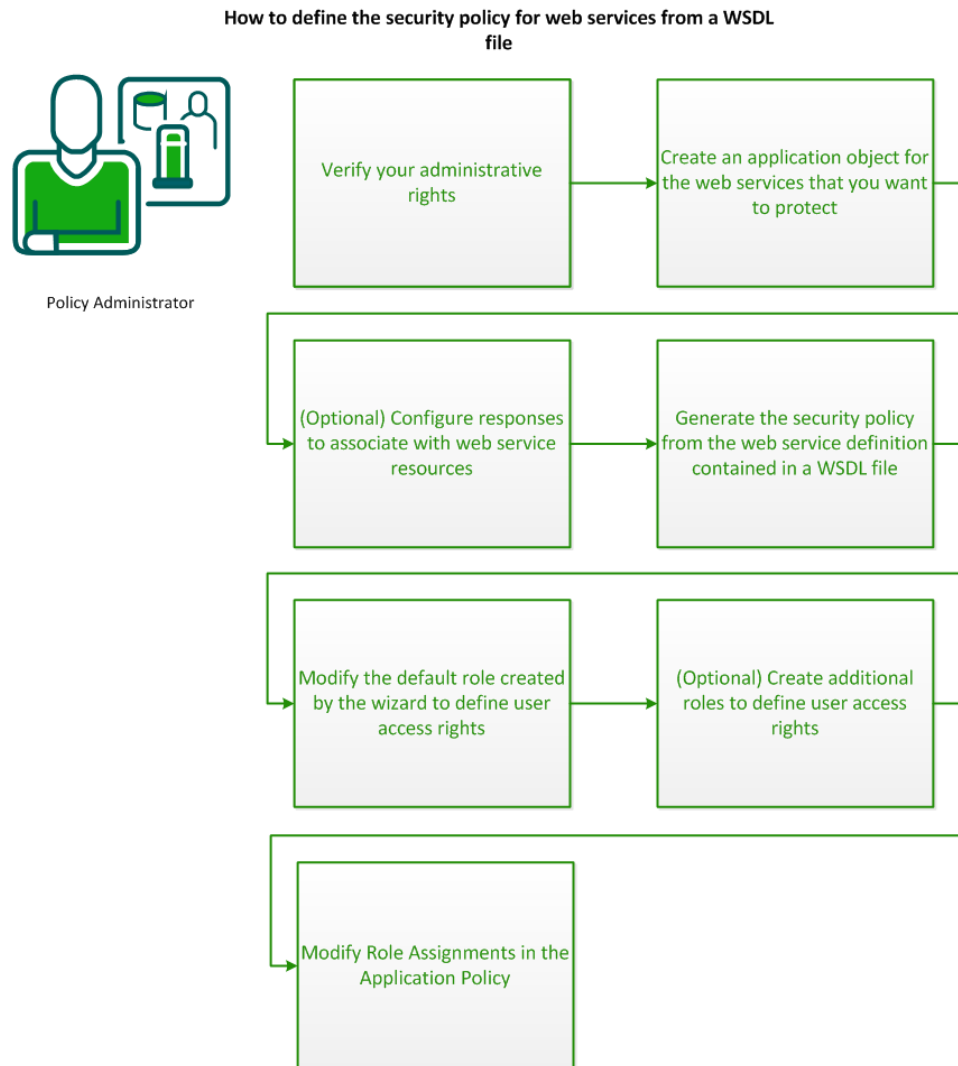 How to define the security policy for web services from a WSDL
file
Policy Administrator
Verify your administrative
rights
Create an application object for
the web services that you want
to protect
(Optional) Configure responses
to associate with web service
resources
Generate the security policy
from the web service definition
contained in a WSDL file
Modify the default role created
by the wizard to define user
access rights
(Optional) Create additional
roles to define user access
rights
Modify Role Assignments in the
Application Policy